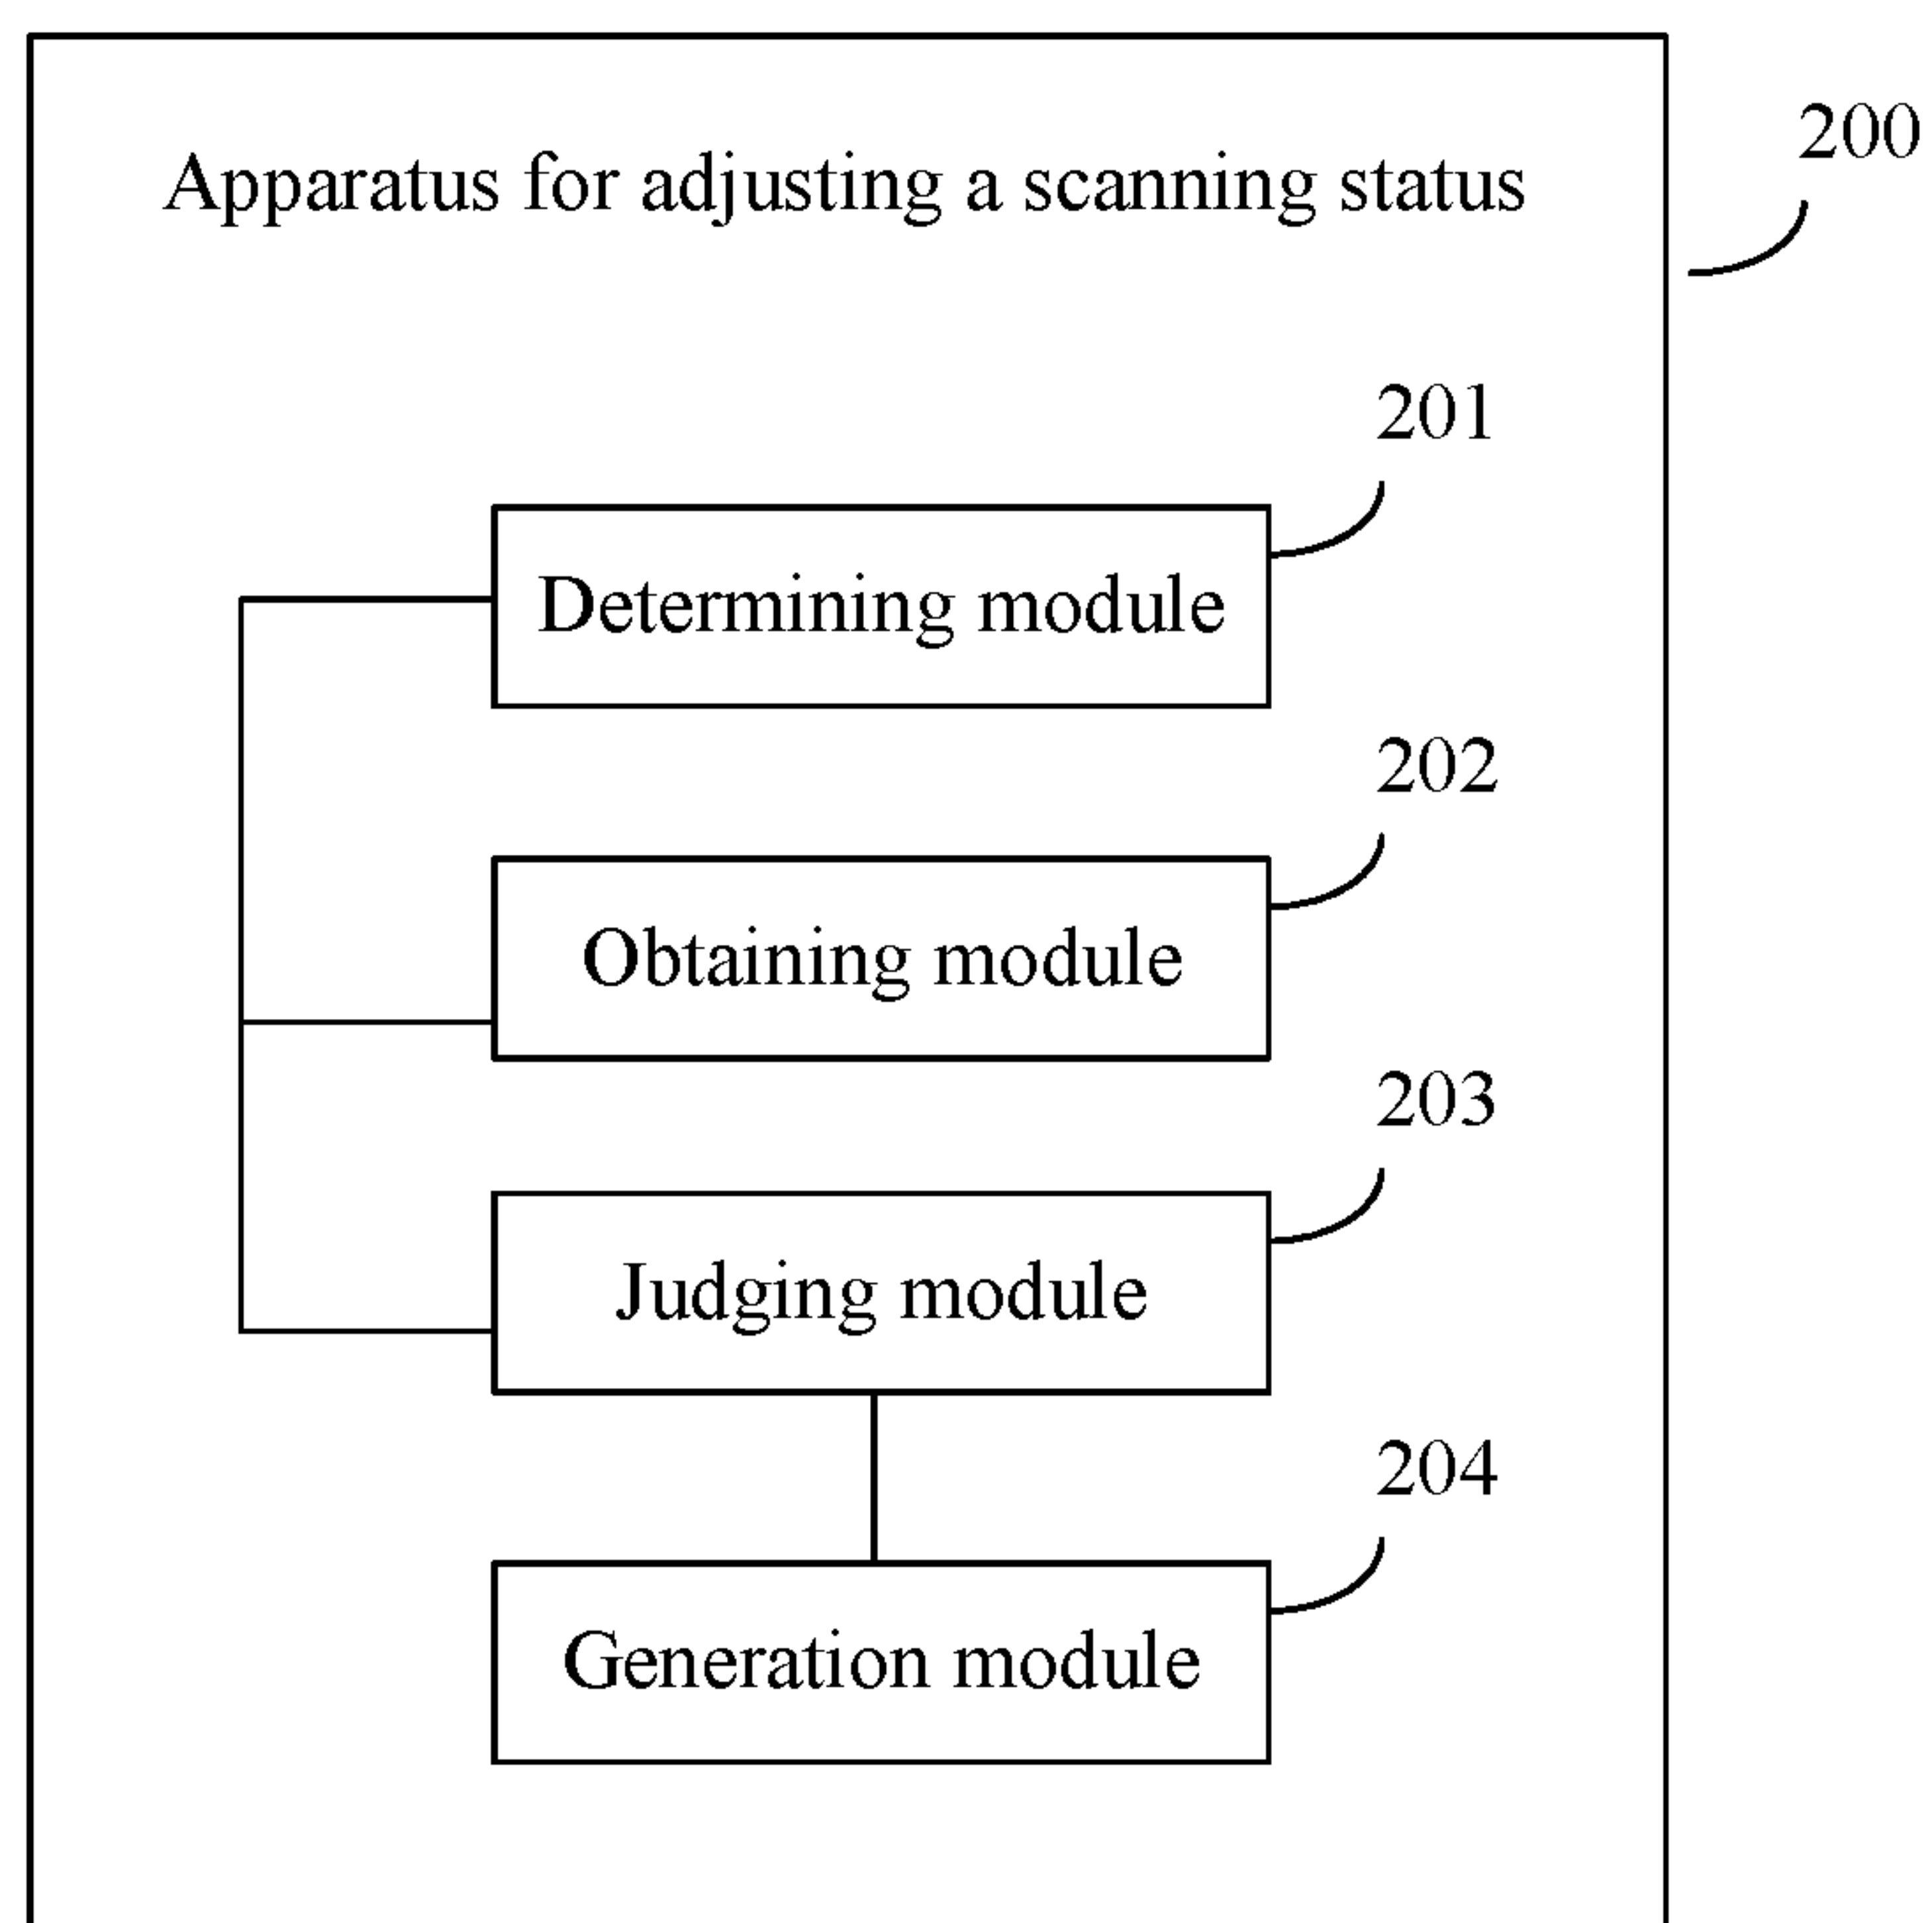 Apparatus for adjusting a scanning status
200
201
Determining module
202
Obtaining module
203
Judging module
204
Generation module